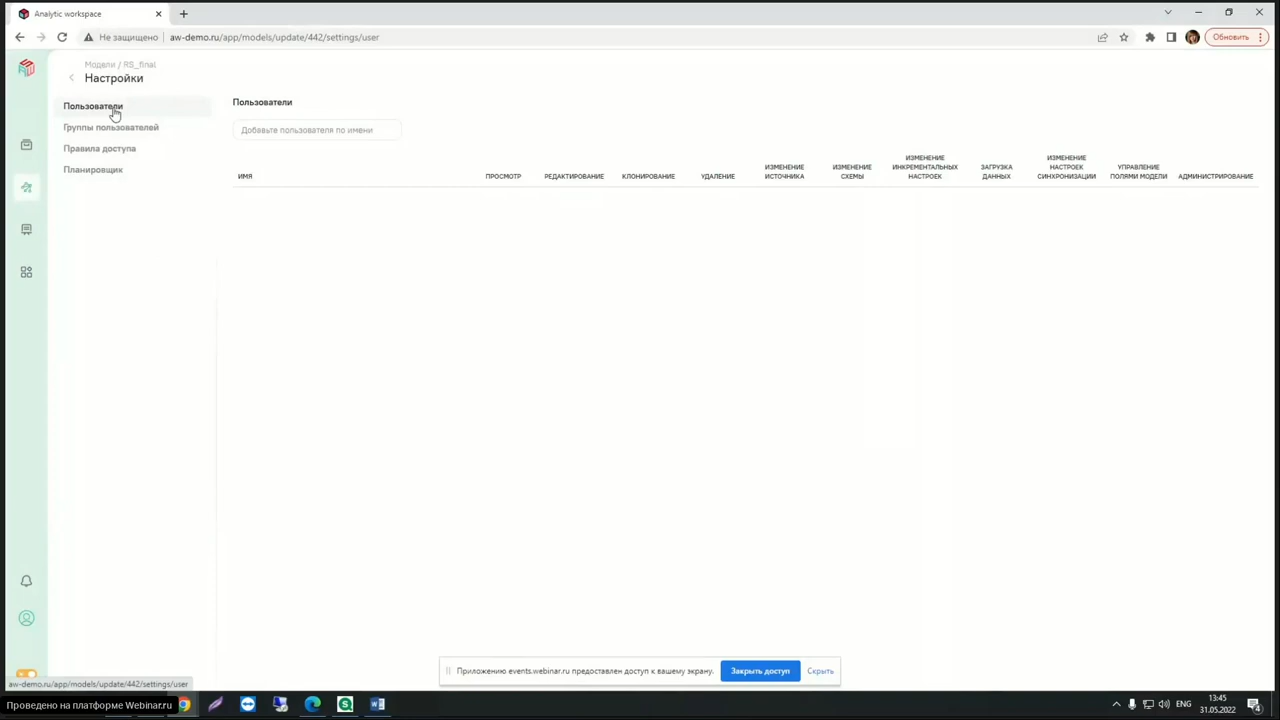 Analytic workspace
Не защищено
aw-demo.ru/app/models/update/442/settings/user
Обновить
Модели / RS_final
Настройки
Пользователи
Группы пользователей
Правила доступа
Планировщик
Пользователи
Добавьте пользователя по имени
ИМЯ
ПРОСМОТР
РЕДАКТИРОВАНИЕ
КЛОНИРОВАНИЕ
УДАЛЕНИЕ
ИЗМЕНЕНИЕ
ИСТОЧНИКА
ИЗМЕНЕНИЕ
СХЕМЫ
ИЗМЕНЕНИЕ
ИНКРЕМЕНТАЛЬНЫХ
НАСТРОЕК
ЗАГРУЗКА
ДАННЫХ
ИЗМЕНЕНИЕ
НАСТРОЕК
СИНХРОНИЗАЦИИ
УПРАВЛЕНИЕ
ПОЛЯМИ МОДЕЛИ
АДМИНИСТРИРОВАНИЕ
Приложению events.webinar.ru предоставлен доступ к вашему экрану.
Закрыть доступ
Скрыть
aw-demo.ru/app/models/update/442/settings/user
Проведено на платформе Webinar.ru
ENG
13:45
31.05.2022
4